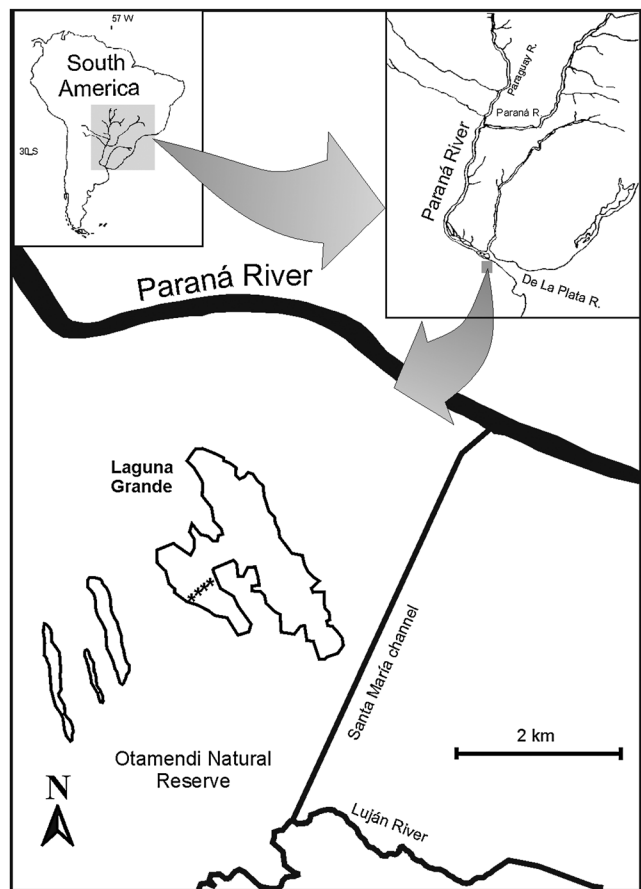 57 W
South
America
Paraguay R.
Paraná R
Paraná River
De La Plata R.
Paraná River
Laguna
Grande
****
Santa María channel
2 km
Otamendi Natural
Reserve
N
Luján River